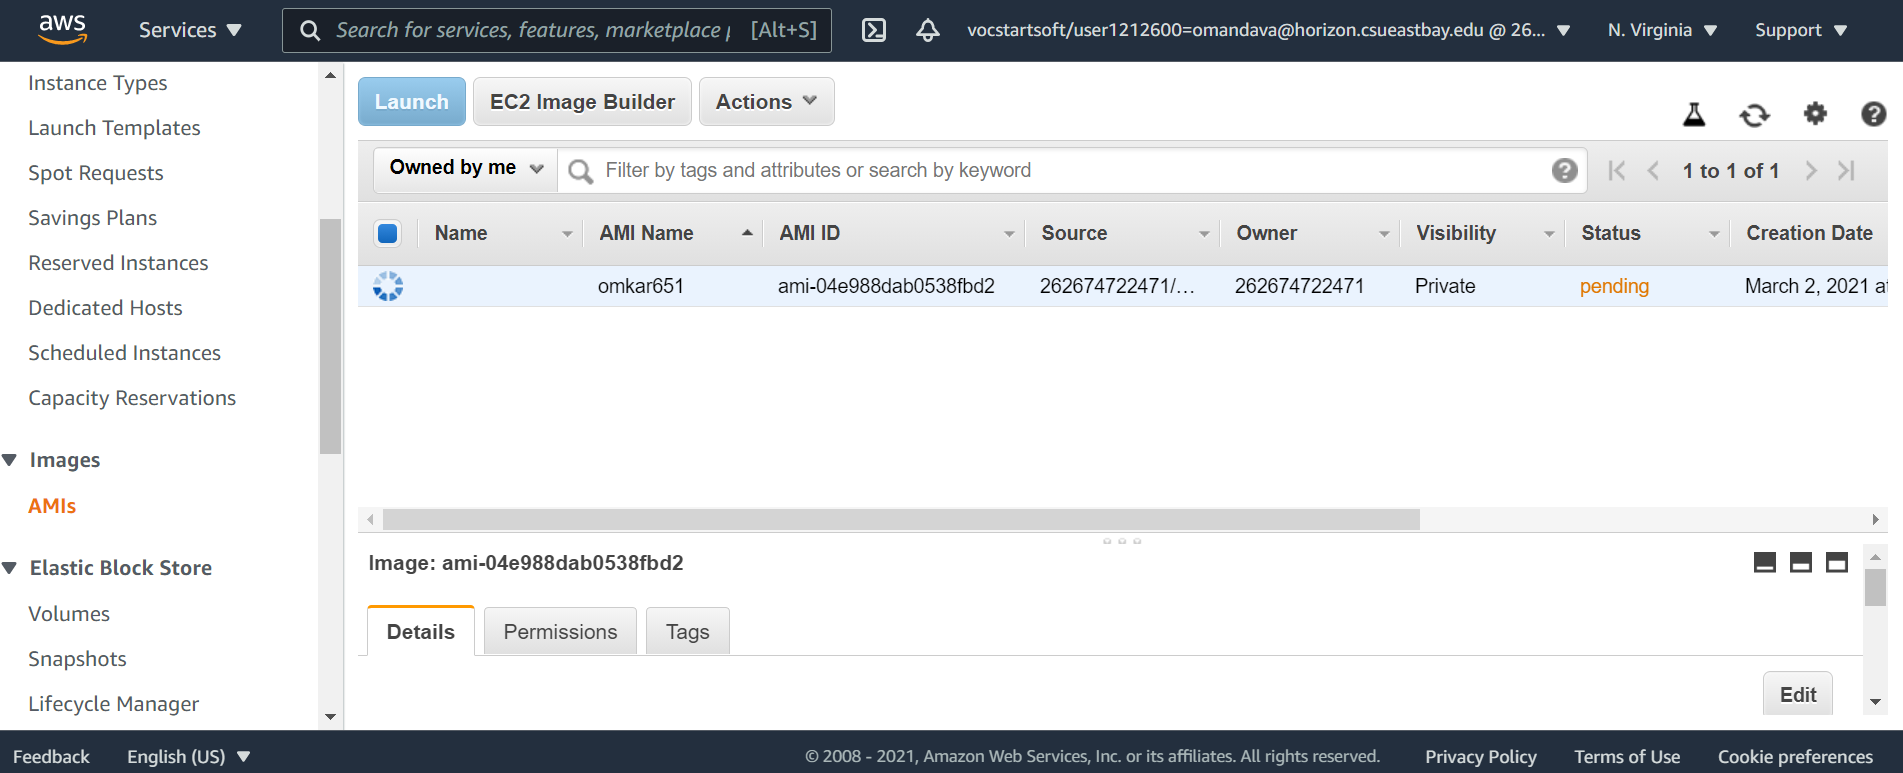 aws
Services
Search for services, features, marketplace p [Alt+S]
vocstartsoft/user1212600=omandava@horizon.csueastbay.edu @ 26...
N. Virginia
Support
Instance Types
Launch Templates
Spot Requests
Savings Plans
Reserved Instances
Dedicated Hosts
Scheduled Instances
Capacity Reservations
Images
AMIs
Elastic Block Store
Volumes
Snapshots
Lifecycle Manager
Launch
EC2 Image Builder
Actions
Owned by me
Filter by tags and attributes or search by keyword
1 to 1 of 1
Name AMI Name AMI ID Source Owner Visibility Status Creation Date
omkar651 ami-04e988dab0538fbd2 262674722471/... 262674722471 Private pending March 2, 2021 at
Image: ami-04e988dab0538fbd2
Details
Permissions
Tags
Edit
Feedback
English (US)
© 2008 - 2021, Amazon Web Services, Inc. or its affiliates. All rights reserved.
Privacy Policy
Terms of Use
Cookie preferences